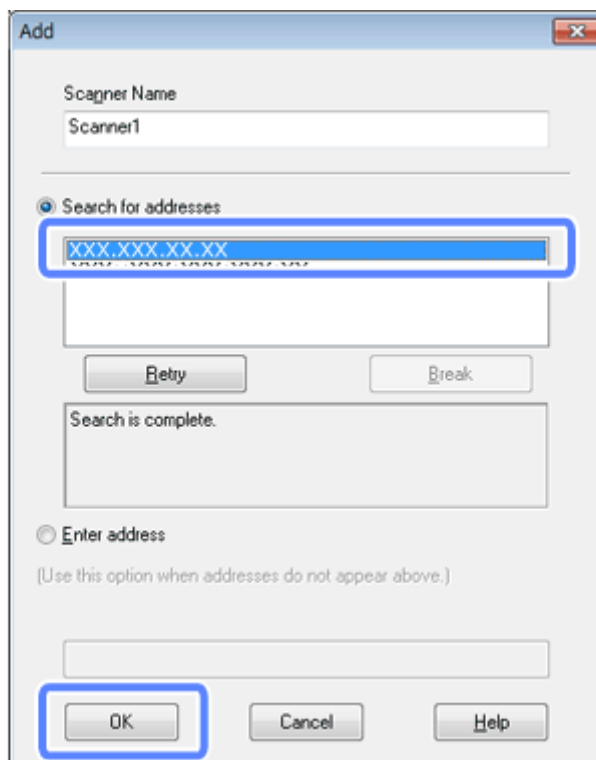 Add
Scanner Name
Scanner1
Search for addresses
XXX.XXX.XX.XX
Retry Break
Search is complete.
Enter address
(Use this option when addresses do not appear above.)
OK Cancel Help